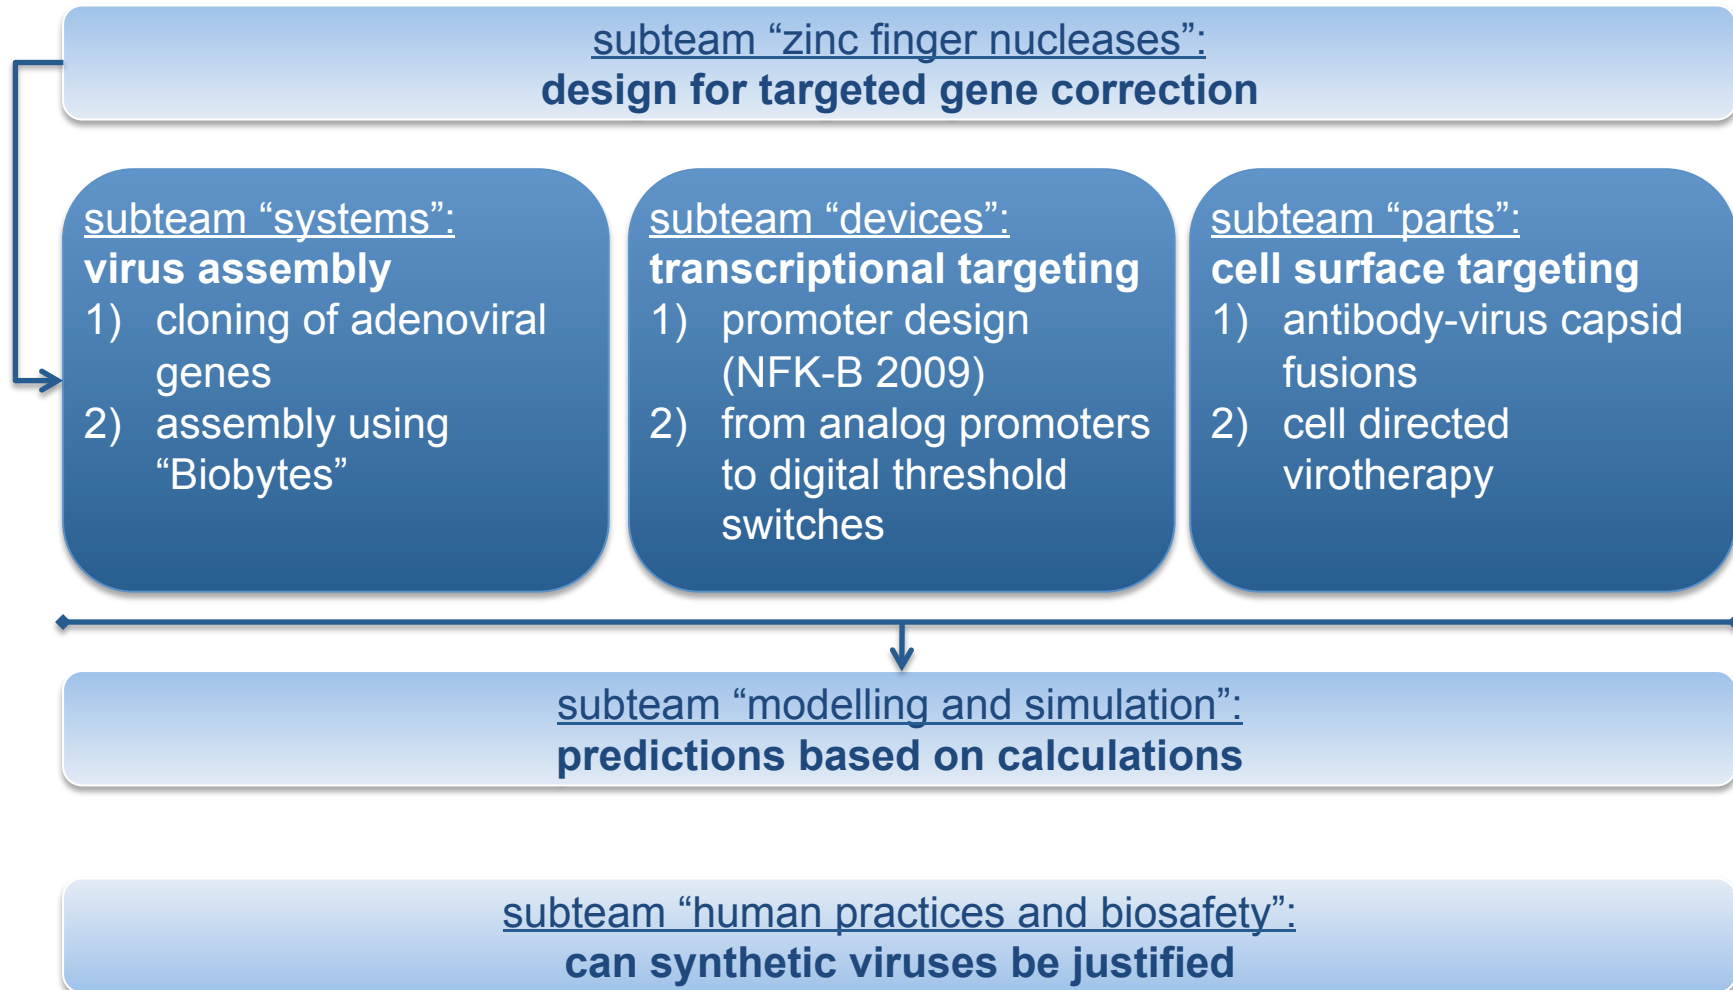 subteam “zinc finger nucleases”:
design for targeted gene correction
subteam “systems”:
virus assembly
1) cloning of adenoviral
genes
2) assembly using
“Biobytes”
subteam “devices”:
transcriptional targeting
1) promoter design
(NFK-B 2009)
2) from analog promoters
to digital threshold
switches
subteam “parts”:
cell surface targeting
1) antibody-virus capsid
fusions
2) cell directed
virotherapy
subteam “modelling and simulation”:
predictions based on calculations
subteam “human practices and biosafety”:
can synthetic viruses be justified